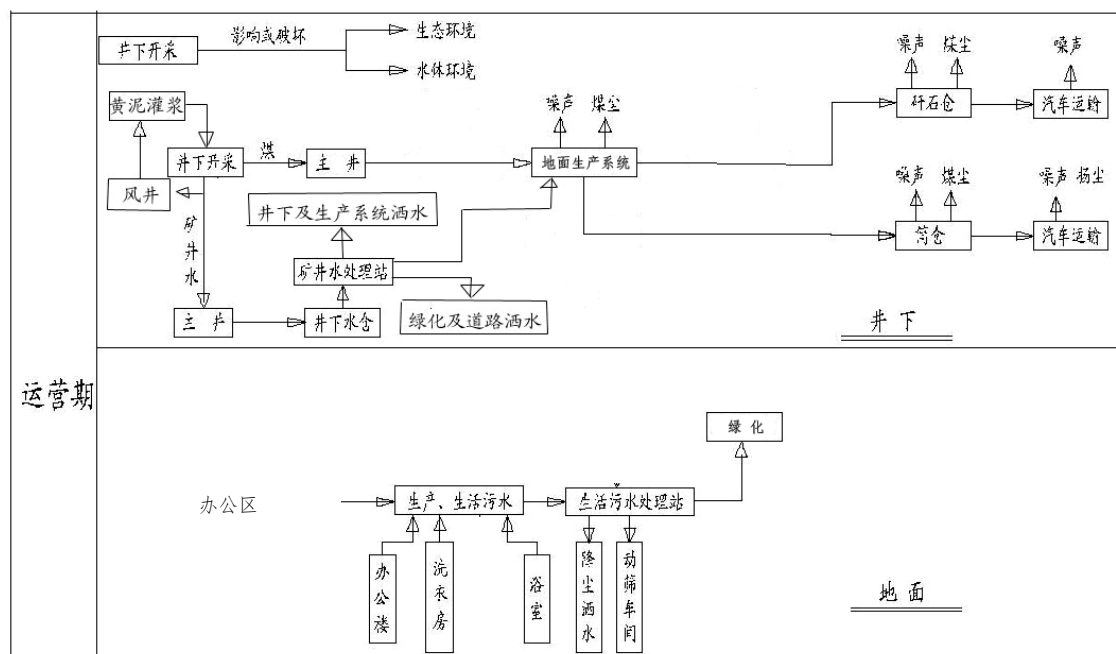 运营期
井下开采
影响或破坏
生态环境
水体环境
黄泥灌浆
井下开采
煤
主 井
风井
矿井水
主 井
井下水仓
矿井水处理站
井下及生产系统洒水
绿化及道路洒水
噪声 煤尘
地面生产系统
噪声 煤尘
矸石仓
噪声
汽车运输
噪声 煤尘
筒仓
噪声 扬尘
汽车运输
井下
办公区
生产、生活污水
办公楼
洗衣房
浴室
生活污水处理站
降尘洒水
动筛车间
绿化
地面